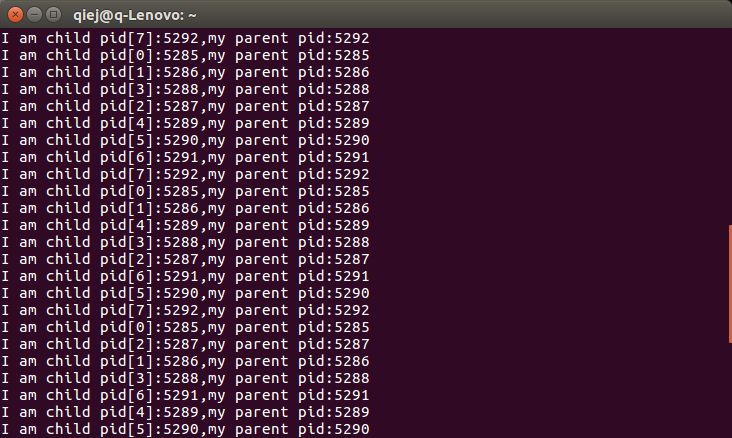 qiej@q-Lenovo: ~
I am child pid[7]:5292,my parent pid:5292
I am child pid[0]:5285,my parent pid:5285
I am child pid[1]:5286,my parent pid:5286
I am child pid[3]:5288,my parent pid:5288
I am child pid[2]:5287,my parent pid:5287
I am child pid[4]:5289,my parent pid:5289
I am child pid[5]:5290,my parent pid:5290
I am child pid[6]:5291,my parent pid:5291
I am child pid[7]:5292,my parent pid:5292
I am child pid[0]:5285,my parent pid:5285
I am child pid[1]:5286,my parent pid:5286
I am child pid[4]:5289,my parent pid:5289
I am child pid[3]:5288,my parent pid:5288
I am child pid[2]:5287,my parent pid:5287
I am child pid[6]:5291,my parent pid:5291
I am child pid[5]:5290,my parent pid:5290
I am child pid[7]:5292,my parent pid:5292
I am child pid[0]:5285,my parent pid:5285
I am child pid[2]:5287,my parent pid:5287
I am child pid[1]:5286,my parent pid:5286
I am child pid[3]:5288,my parent pid:5288
I am child pid[6]:5291,my parent pid:5291
I am child pid[4]:5289,my parent pid:5289
I am child pid[5]:5290,my parent pid:5290